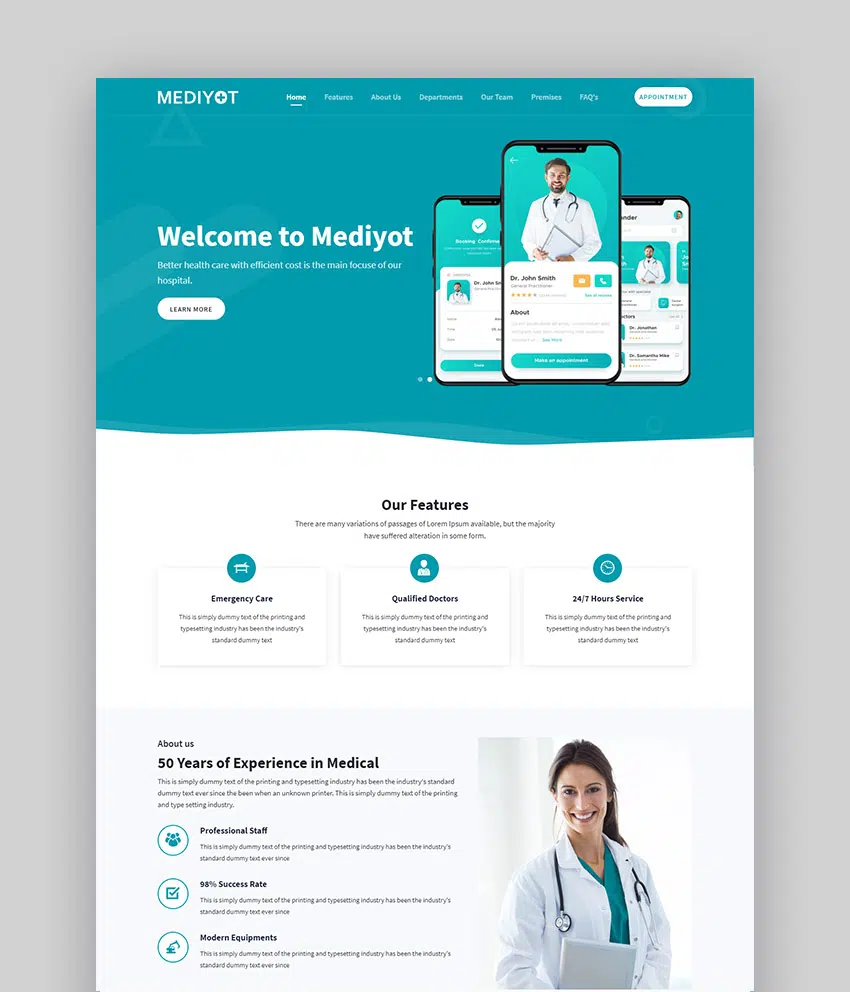 MEDIYOT
Home Features About Us Departments Our Team Premises FAQ's APPOINTMENT
Welcome to Mediyot
Better health care with efficient cost is the main focuse of our
hospital.
LEARN MORE
Booking Confirmed
Dr. John Smith
General Practitioner
See all reviews
About
See More
Make an appointment
Done
Dr. Jonathan
Dr. Samantha Mike
Our Features
There are many variations of passages of Lorem Ipsum available, but the majority
have suffered alteration in some form.
Emergency Care
This is simply dummy text of the printing and
typesetting industry has been the industry's
standard dummy text
Qualified Doctors
This is simply dummy text of the printing and
typesetting industry has been the industry's
standard dummy text
24/7 Hours Service
This is simply dummy text of the printing and
typesetting industry has been the industry's
standard dummy text
About us
50 Years of Experience in Medical
This is simply dummy text of the printing and typesetting industry has been the industry's standard
dummy text ever since the been when an unknown printer. This is simply dummy text of the printing
and type setting industry.
Professional Staff
This is simply dummy text of the printing and typesetting industry has been the industry's
standard dummy text ever since
98% Success Rate
This is simply dummy text of the printing and typesetting industry has been the industry's
standard dummy text ever since
Modern Equipments
This is simply dummy text of the printing and typesetting industry has been the industry's
standard dummy text ever since